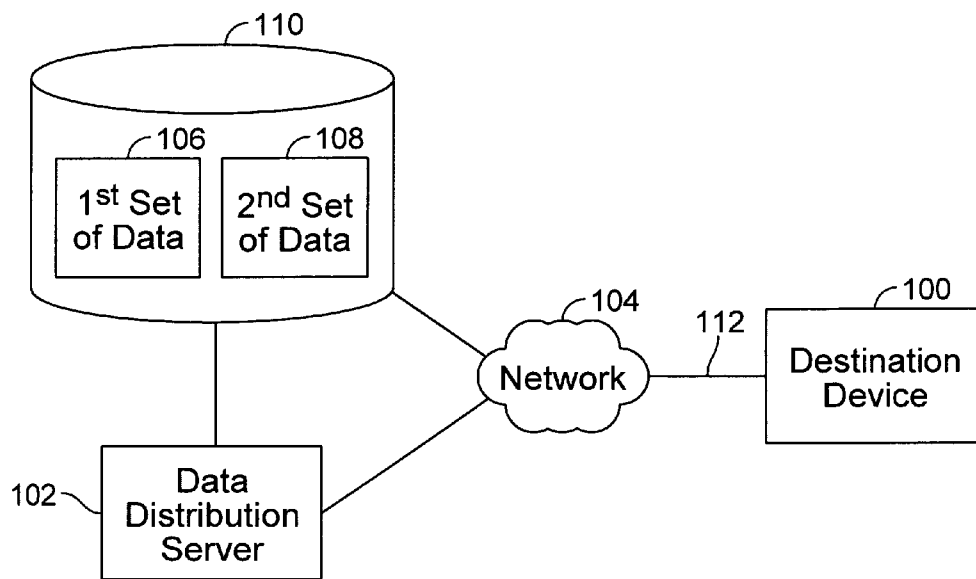 110
106
108
1st Set
of Data
2nd Set
of Data
104
Network
112
100
Destination
Device
102
Data
Distribution
Server